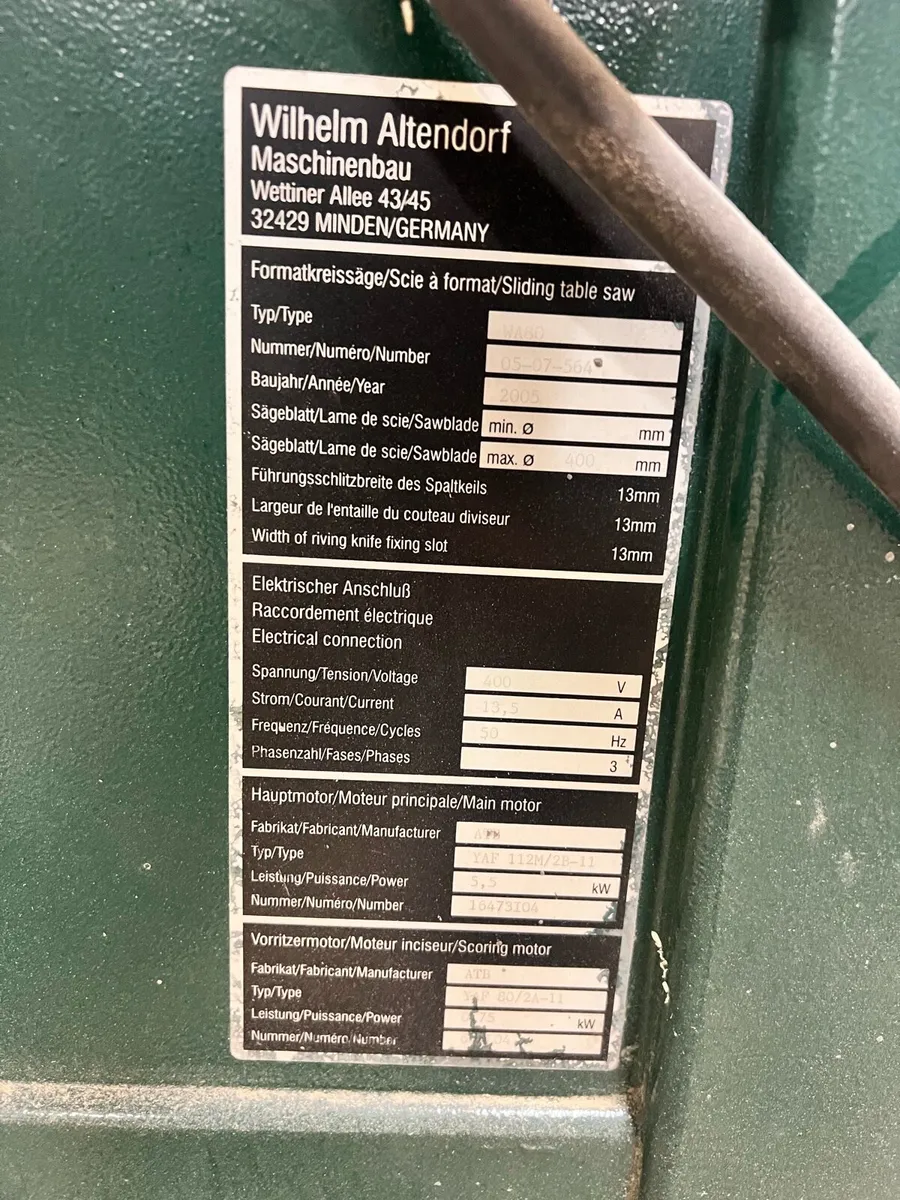 Wilhelm Altendorf
Maschinenbau
Wettiner Allee 43/45
32429 MINDEN/GERMANY
Formatkreissäge/Scie à format/Sliding table saw
Typ/Type WA80
Nummer/Numéro/Number 05-07-564
Baujahr/Année/Year 2005
Sägeblatt/Lame de scie/Sawblade min. Ø mm
Sägeblatt/Lame de scie/Sawblade max. Ø 400 mm
Führungsschlitzbreite des Spaltkeils 13mm
Largeur de l'entaille du couteau diviseur 13mm
Width of riving knife fixing slot 13mm
Elektrischer Anschluß
Raccordement électrique
Electrical connection
Spannung/Tension/Voltage 400 V
Strom/Courant/Current 13,5 A
Frequenz/Fréquence/Cycles 50 Hz
Phasenzahl/Fases/Phases 3
Hauptmotor/Moteur principale/Main motor
Fabrikat/Fabricant/Manufacturer
Typ/Type YAF 112M/2B-11
Leistung/Puissance/Power 5,5 kW
Nummer/Numéro/Number 16473I04
Vorritzermotor/Moteur inciseur/Scoring motor
Fabrikat/Fabricant/Manufacturer ATB
Typ/Type YAF 80/2A-11
Leistung/Puissance/Power kW
Nummer/Numéro/Number